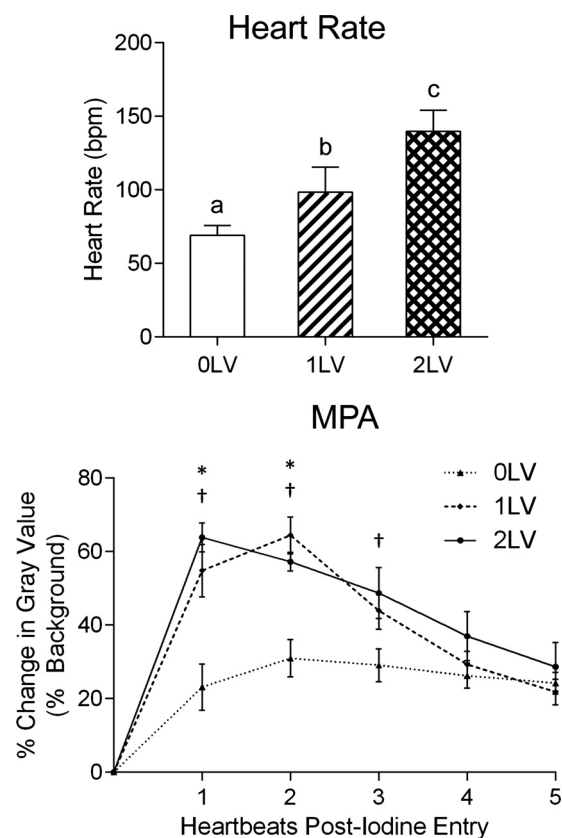 Heart Rate
Heart Rate (bpm)
200
150
100
50
0
a
b
c
0LV
1LV
2LV
MPA
% Change in Gray Value
(% Background)
80
60
40
20
0
*
†
*
†
†
0LV
1LV
2LV
1
2
3
4
5
Heartbeats Post-Iodine Entry